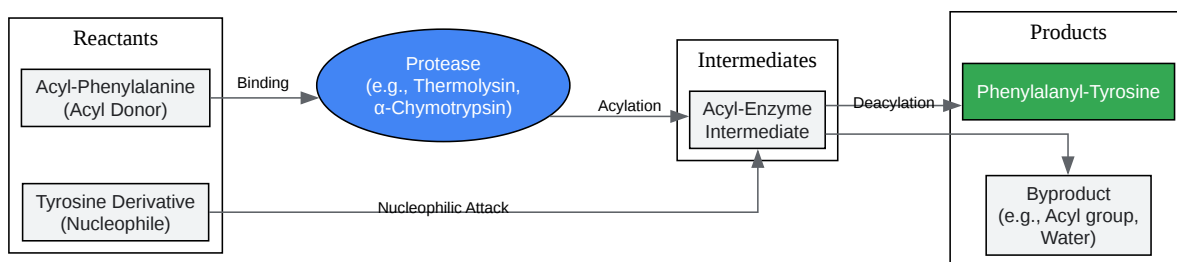 Reactants
Acyl-Phenylalanine
(Acyl Donor)
Tyrosine Derivative
(Nucleophile)
Binding
Protease
(e.g., Thermolysin,
α-Chymotrypsin)
Acylation
Nucleophilic Attack
Intermediates
Acyl-Enzyme
Intermediate
Deacylation
Products
Phenylalanyl-Tyrosine
Byproduct
(e.g., Acyl group,
Water)